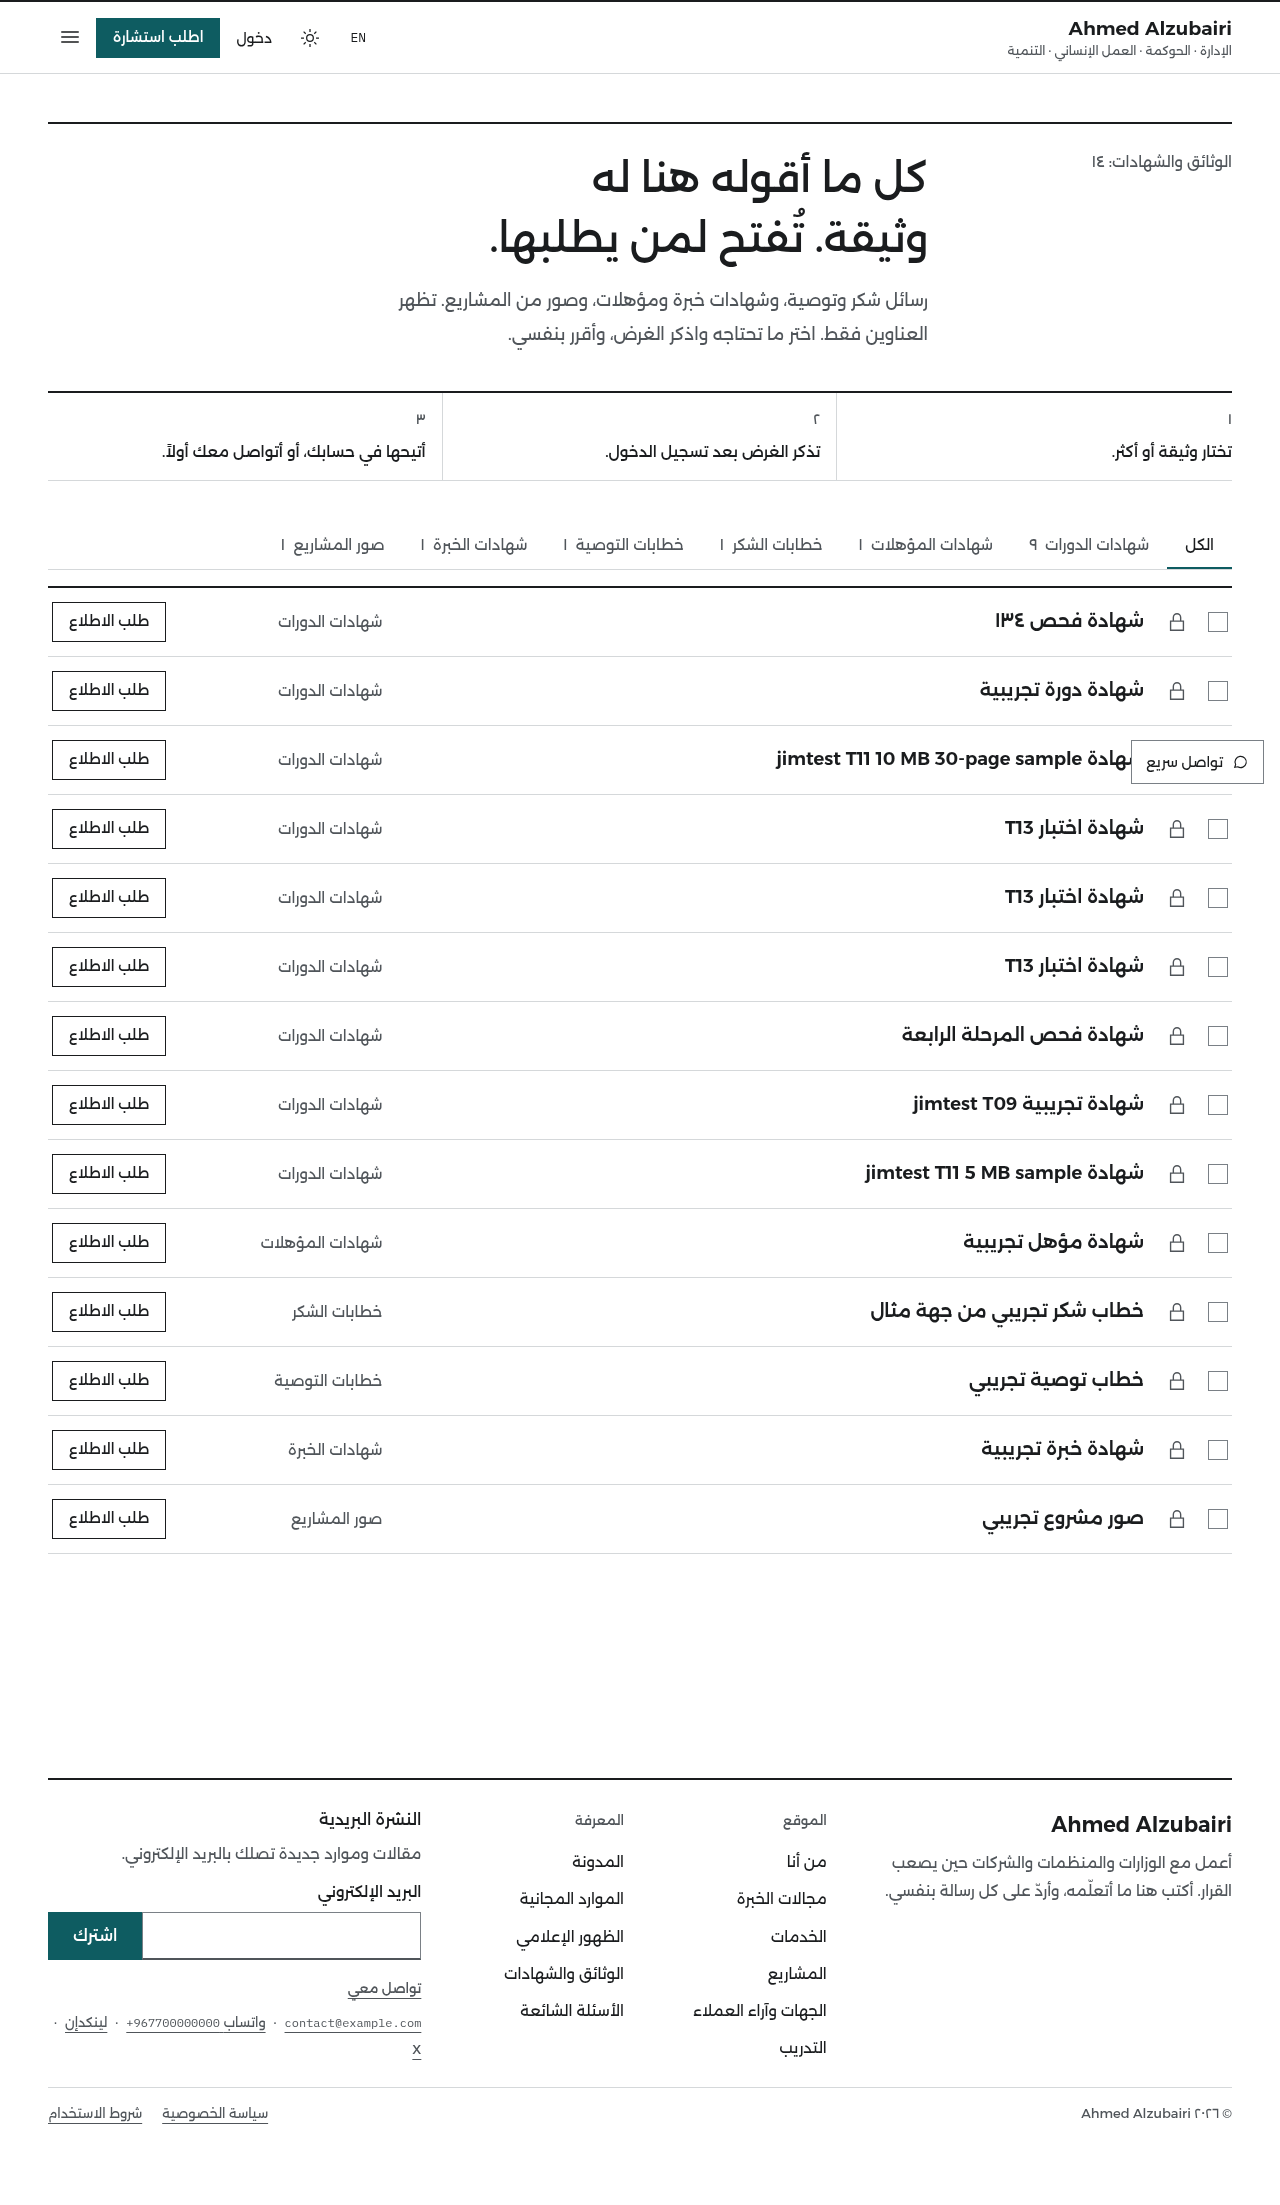 Ahmed Alzubairi
الإدارة · الحوكمة · العمل الإنساني · التنمية
EN
دخول
اطلب استشارة
الوثائق والشهادات: ١٤
كل ما أقوله هنا له
وثيقة. تُفتح لمن يطلبها.
رسائل شكر وتوصية، وشهادات خبرة ومؤهلات، وصور من المشاريع. تظهر
العناوين فقط. اختر ما تحتاجه واذكر الغرض، وأقرر بنفسي.
١
تختار وثيقة أو أكثر.
٢
تذكر الغرض بعد تسجيل الدخول.
٣
أتيحها في حسابك، أو أتواصل معك أولاً.
الكل
شهادات الدورات ٩
شهادات المؤهلات ١
خطابات الشكر ١
خطابات التوصية ١
شهادات الخبرة ١
صور المشاريع ١
شهادة فحص ١٣٤ شهادات الدورات طلب الاطلاع
شهادة دورة تجريبية شهادات الدورات طلب الاطلاع
تواصل سريع
jimtest T11 10 MB 30-page sample شهادات الدورات طلب الاطلاع
شهادة اختبار T13 شهادات الدورات طلب الاطلاع
شهادة اختبار T13 شهادات الدورات طلب الاطلاع
شهادة اختبار T13 شهادات الدورات طلب الاطلاع
شهادة فحص المرحلة الرابعة شهادات الدورات طلب الاطلاع
شهادة تجريبية jimtest T09 شهادات الدورات طلب الاطلاع
شهادة jimtest T11 5 MB sample شهادات الدورات طلب الاطلاع
شهادة مؤهل تجريبية شهادات المؤهلات طلب الاطلاع
خطاب شكر تجريبي من جهة مثال خطابات الشكر طلب الاطلاع
خطاب توصية تجريبي خطابات التوصية طلب الاطلاع
شهادة خبرة تجريبية شهادات الخبرة طلب الاطلاع
صور مشروع تجريبي صور المشاريع طلب الاطلاع
Ahmed Alzubairi
أعمل مع الوزارات والمنظمات والشركات حين يصعب
القرار. أكتب هنا ما أتعلّمه، وأردّ على كل رسالة بنفسي.
الموقع
من أنا
مجالات الخبرة
الخدمات
المشاريع
الجهات وآراء العملاء
التدريب
المعرفة
المدونة
الموارد المجانية
الظهور الإعلامي
الوثائق والشهادات
الأسئلة الشائعة
النشرة البريدية
مقالات وموارد جديدة تصلك بالبريد الإلكتروني.
البريد الإلكتروني
اشترك
تواصل معي
contact@example.com · واتساب +967700000000 · لينكدإن ·
X
© ٢٠٢٦ Ahmed Alzubairi
سياسة الخصوصية
شروط الاستخدام